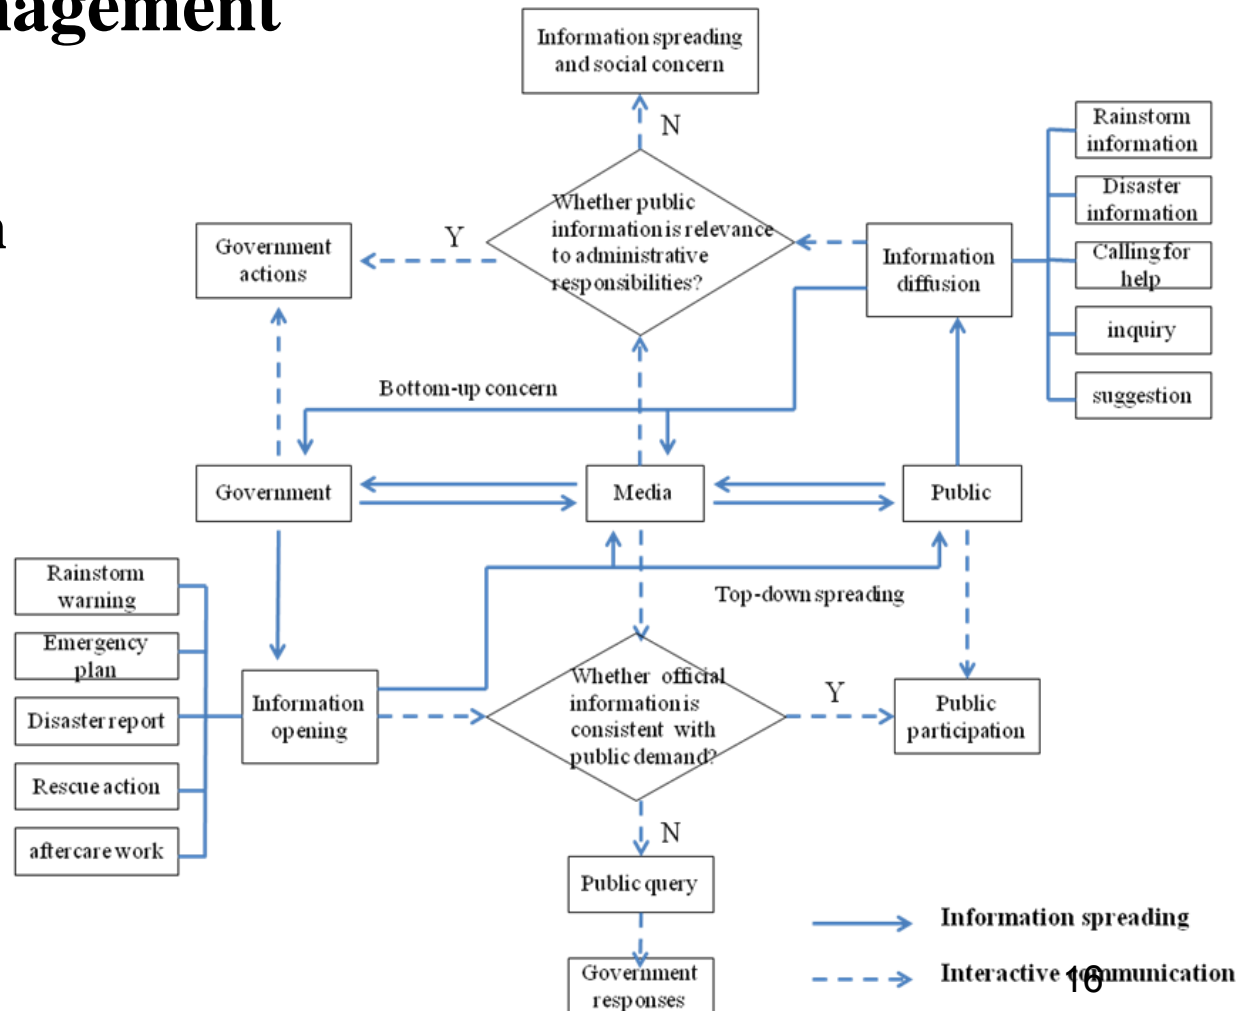 nagement
Information spreading
and social concern
N
Rainstorm
information
Disaster
information
Calling for
help
inquiry
suggestion
Whether public
information is relevance
to administrative
responsibilities?
Y
Government
actions
Information
diffusion
Bottom-up concern
Government
Media
Public
Rainstorm
warning
Emergency
plan
Disaster report
Rescue action
aftercare work
Top-down spreading
Information
opening
Whether official
information is
consistent with
public demand?
Y
Public
participation
N
Public query
Government
responses
Information spreading
Interactive communication
16